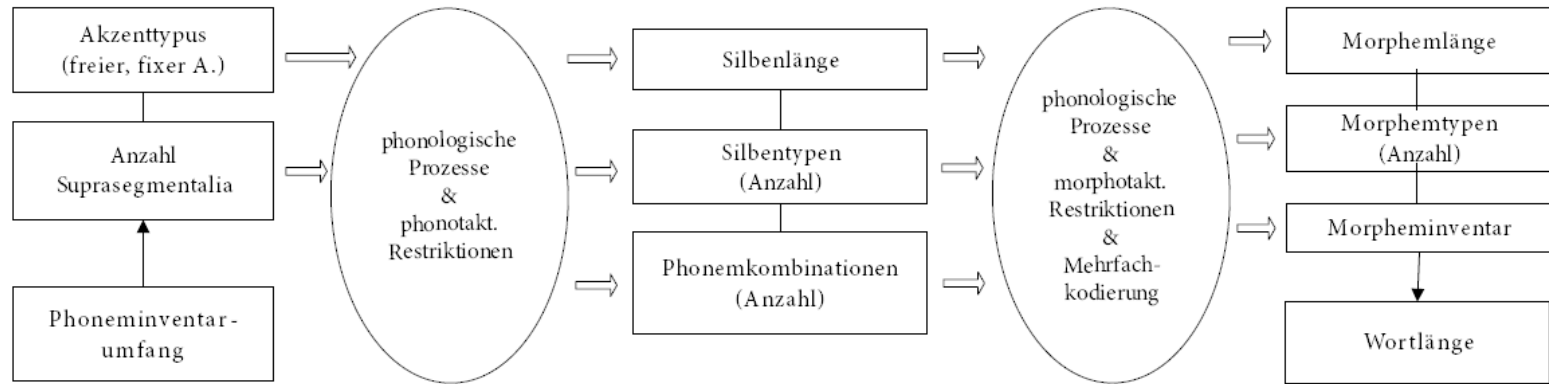 Akzenttypus
(freier, fixer A.)
Anzahl
Suprasegmentalia
Phoneminventar-
umfang
phonologische
Prozesse
&
phonotakt.
Restriktionen
Silbenlänge
Silbentypen
(Anzahl)
Phonemkombinationen
(Anzahl)
phonologische
Prozesse
&
morphotakt.
Restriktionen
&
Mehrfach-
kodierung
Morphemlänge
Morphemtypen
(Anzahl)
Morpheminventar
Wortlänge